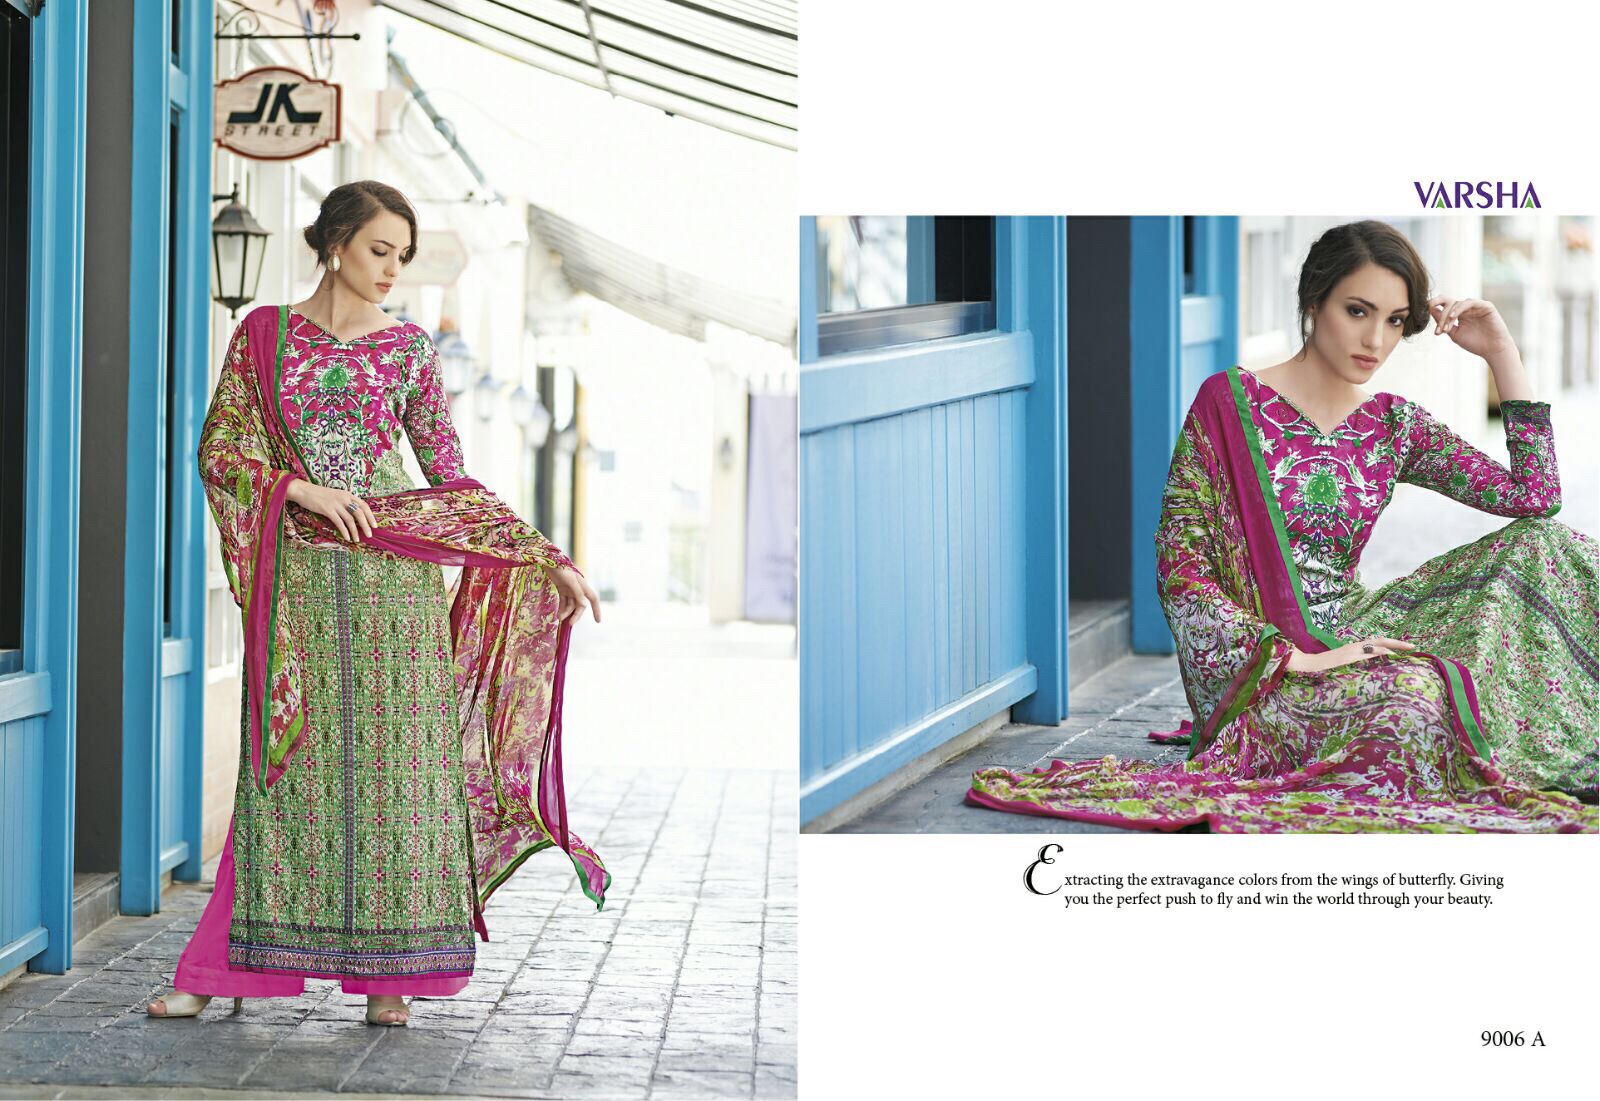 JK
STREET
VARSHA
Extracting the extravagance colors from the wings of butterfly. Giving
you the perfect push to fly and win the world through your beauty.
9006 A